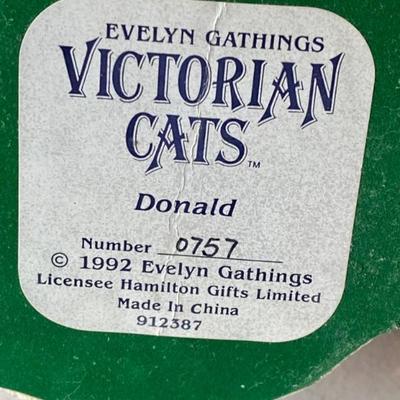 EVELYN GATHINGS
VICTORIAN
CATS™
Donald
Number 0757
© 1992 Evelyn Gathings
Licensee Hamilton Gifts Limited
Made In China
912387